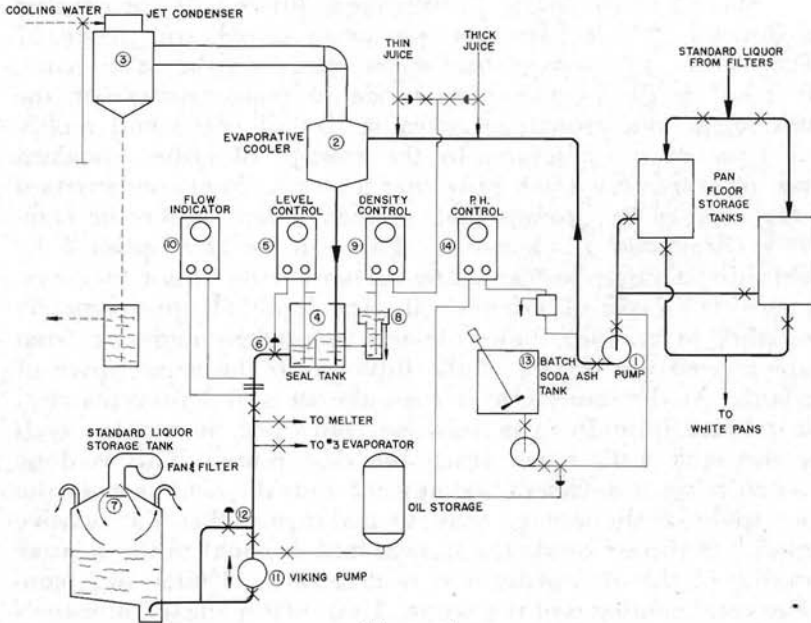 COOLING WATER
JET CONDENSER
3
THIN
JUICE
THICK
JUICE
STANDARD LIQUOR
FROM FILTERS
EVAPORATIVE
COOLER
2
PAN
FLOOR
STORAGE
TANKS
FLOW
INDICATOR
LEVEL
CONTROL
DENSITY
CONTROL
P.H.
CONTROL
10
5
9
14
4
8
6
SEAL TANK
13 BATCH
SODA ASH
TANK
1
PUMP
TO MELTER
TO #3 EVAPORATOR
TO
WHITE PANS
STANDARD LIQUOR
STORAGE TANK
FAN & FILTER
7
OIL STORAGE
12
11 VIKING PUMP